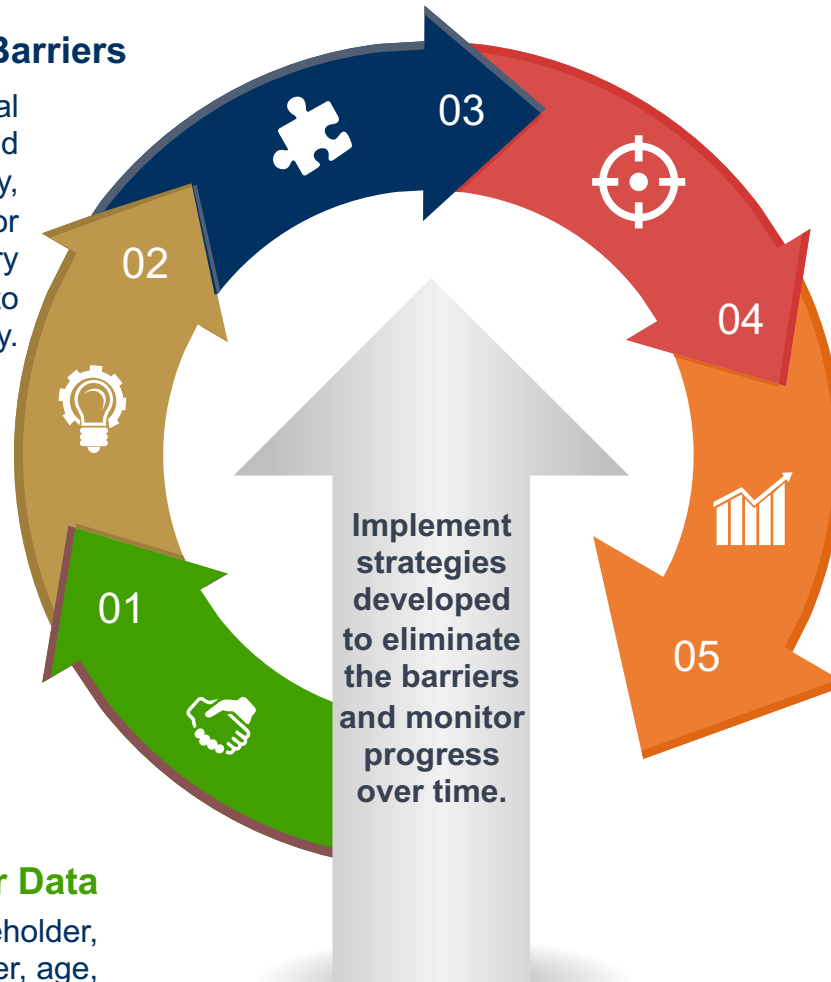 Barriers
al
d
y,
or
ry
to
y.
03
02
04
01
05
Implement
strategies
developed
to eliminate
the barriers
and monitor
progress
over time.
r Data
eholder,
er, age,